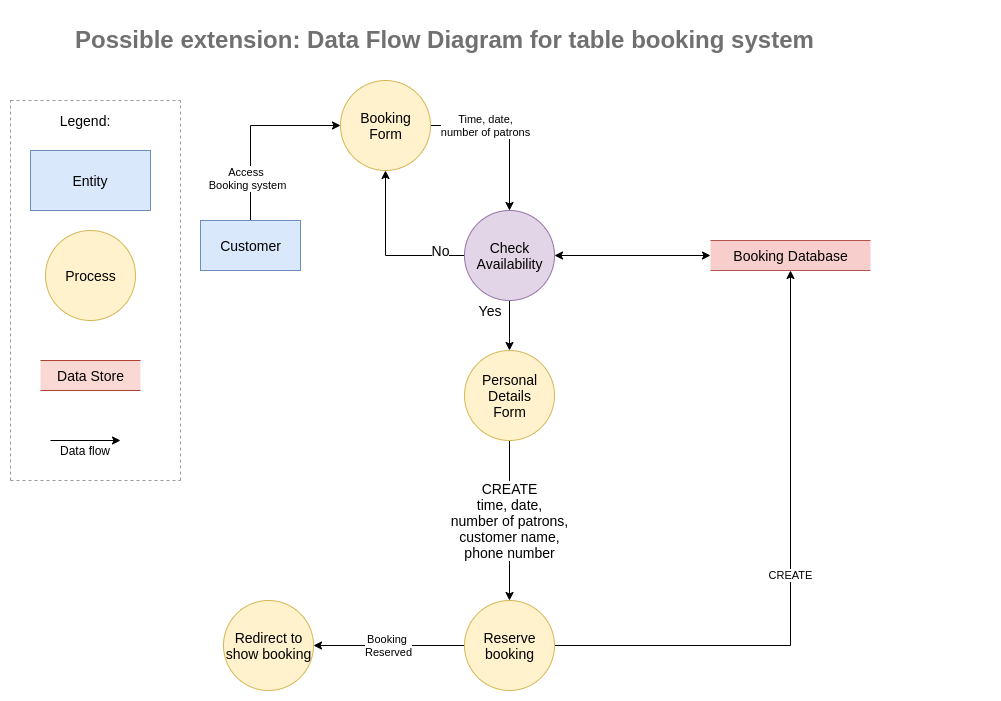 Possible extension: Data Flow Diagram for table booking system
Legend:
Entity
Process
Data Store
Data flow
Booking
Form
Time, date,
number of patrons
Access
Booking system
Customer
No
Check
Availability
Booking Database
Yes
Personal
Details
Form
CREATE
time, date,
number of patrons,
customer name,
phone number
CREATE
Redirect to
show booking
Booking
Reserved
Reserve
booking